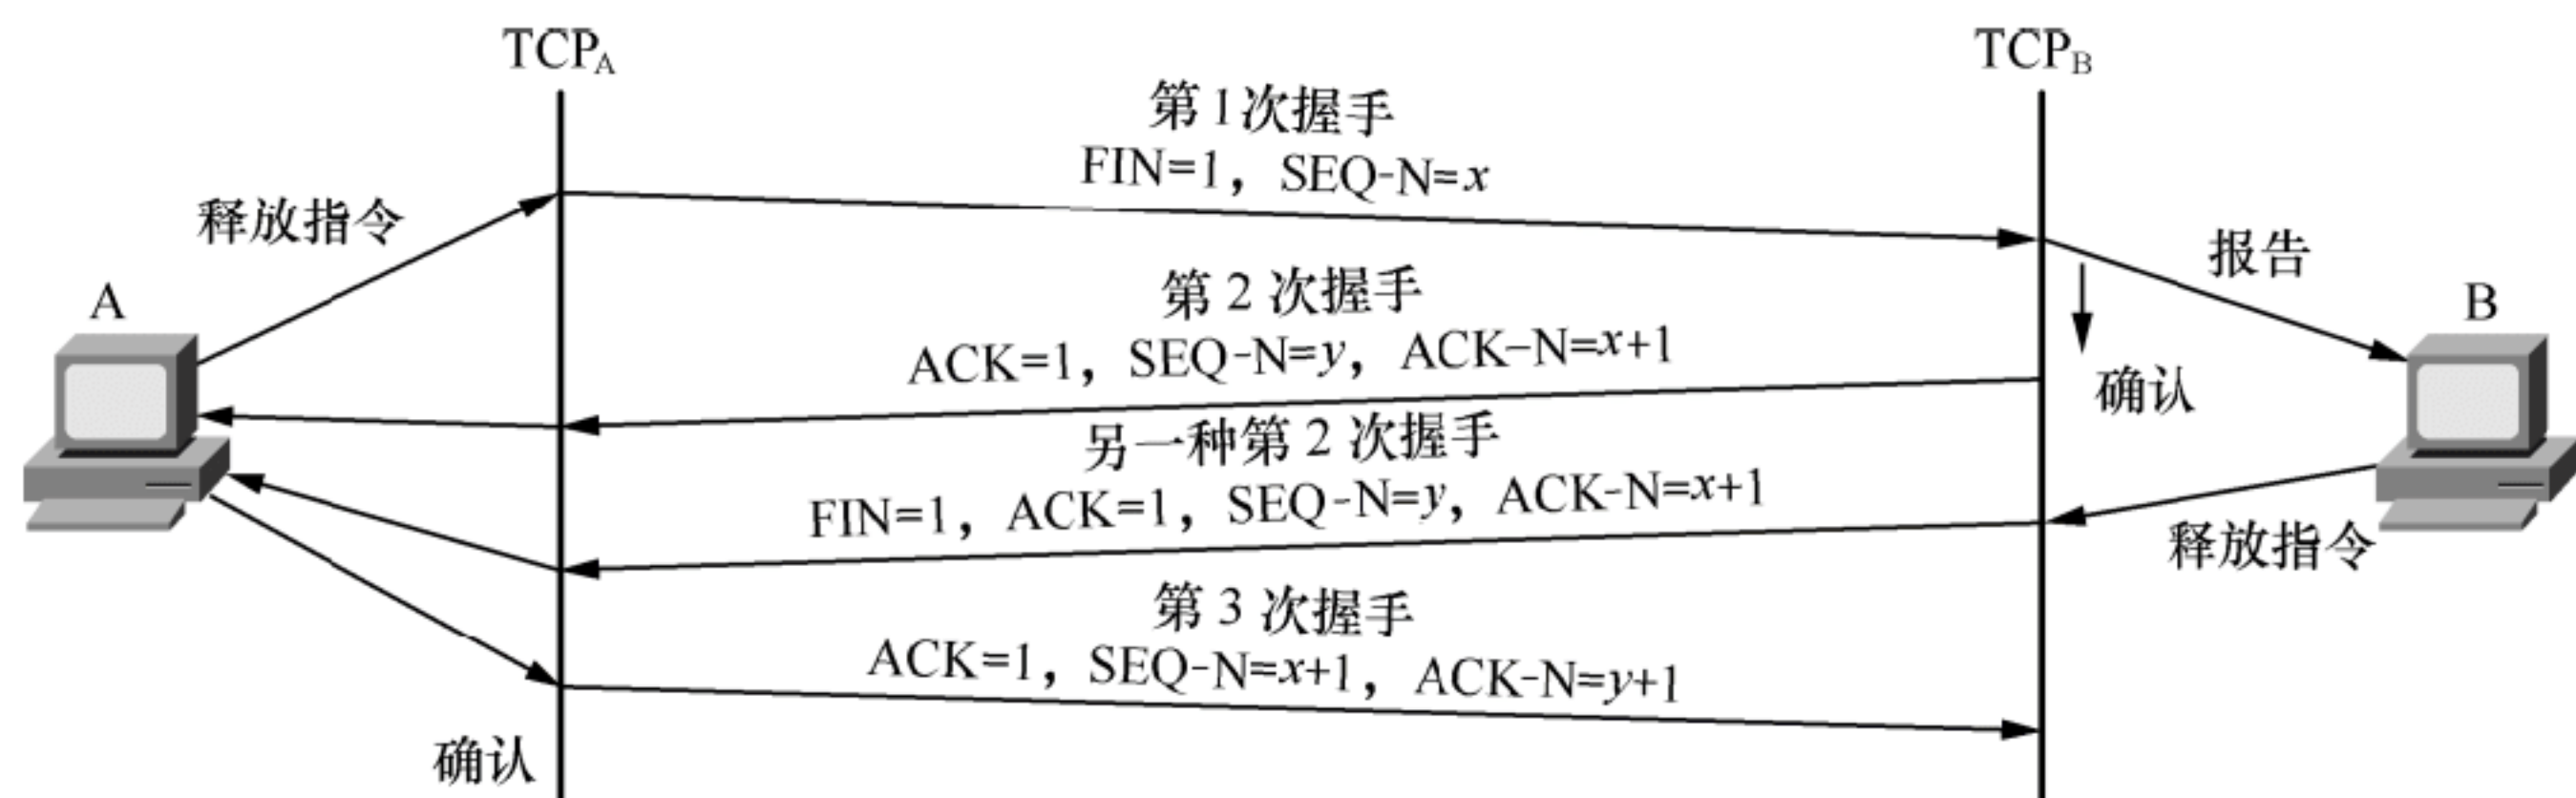 TCPA
TCPB
第1次握手
FIN=1，SEQ-N=x
释放指令
报告
A
B
第 2 次握手
ACK=1，SEQ-N=y，ACK-N=x+1
确认
另一种第 2 次握手
FIN=1，ACK=1，SEQ-N=y，ACK-N=x+1
释放指令
第 3 次握手
ACK=1，SEQ-N=x+1，ACK-N=y+1
确认